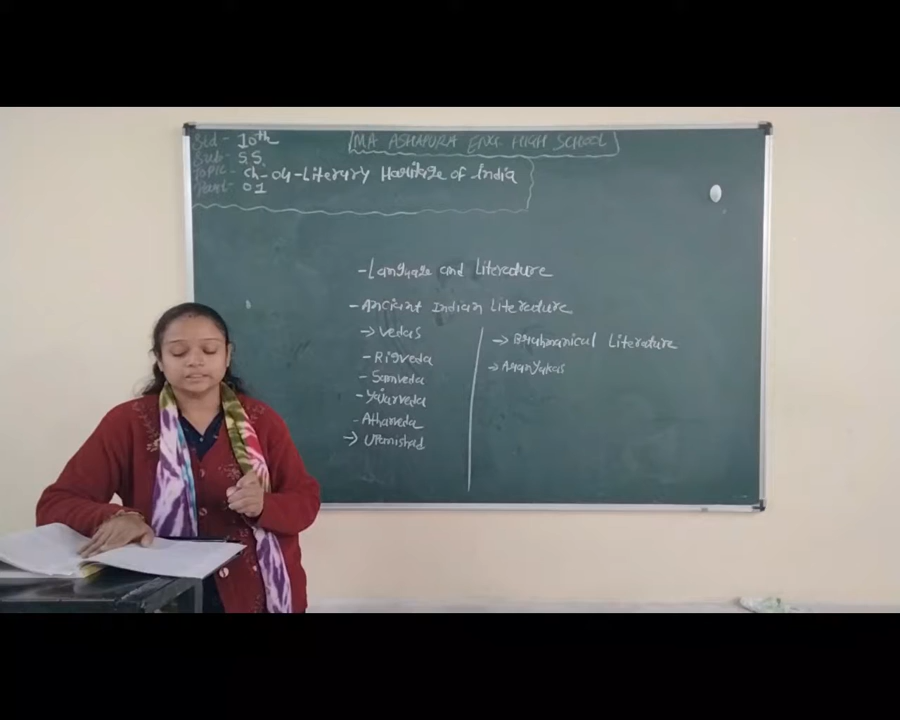 Std - 10th
Sub - S.S.
Topic - Ch-04-Literary Heritage of India
Part - 01
MA ASHAPURA ENG. HIGH SCHOOL
- Language and Literature
- Ancient Indian Literature
→ Vedas
- Rigveda
- Samveda
- Yajurveda
- Atharveda
→ Upnishad
→ Brahmanical Literature
→ Aranyakas